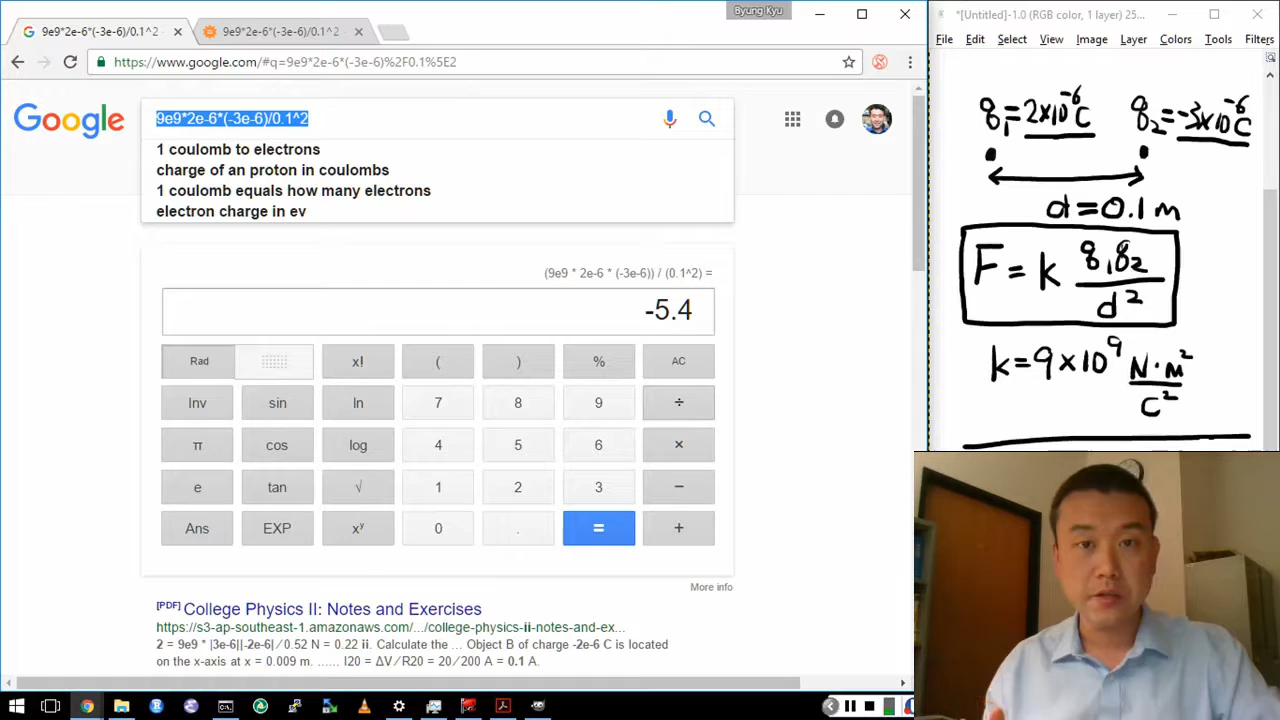 Byung Kyu
9e9*2e-6*(-3e-6)/0.1^2
9e9*2e-6*(-3e-6)/0.1^2
https://www.google.com/#q=9e9*2e-6*(-3e-6)%2F0.1%5E2
Google
9e9*2e-6*(-3e-6)/0.1^2
1 coulomb to electrons
charge of an proton in coulombs
1 coulomb equals how many electrons
electron charge in ev
(9e9 * 2e-6 * (-3e-6)) / (0.1^2) =
-5.4
Rad x! ( ) % AC
Inv sin ln 7 8 9 ÷
π cos log 4 5 6 ×
e tan √ 1 2 3 −
Ans EXP xʸ 0 . = +
More info
[PDF] College Physics II: Notes and Exercises
https://s3-ap-southeast-1.amazonaws.com/.../college-physics-ii-notes-and-ex...
2 = 9e9 * |3e-6||-2e-6| / 0.52 N = 0.22 ii. Calculate the ... Object B of charge -2e-6 C is located
on the x-axis at x = 0.009 m. ...... I20 = ΔV / R20 = 20 / 200 A = 0.1 A.
*[Untitled]-1.0 (RGB color, 1 layer) 25...
File Edit Select View Image Layer Colors Tools Filters
q₁=2x10⁻⁶C q₂=-3x10⁻⁶C
d=0.1m
F=k q₁q₂/d²
k=9x10⁹ N·m²/C²